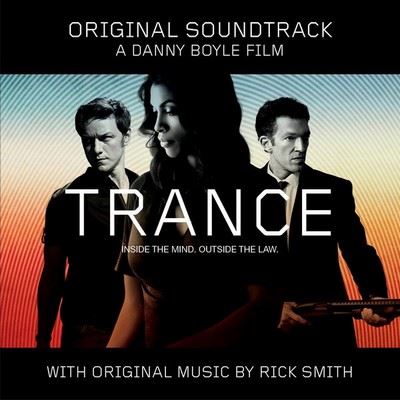 ORIGINAL SOUNDTRACK
A DANNY BOYLE FILM
TRANCE
INSIDE THE MIND. OUTSIDE THE LAW.
WITH ORIGINAL MUSIC BY RICK SMITH